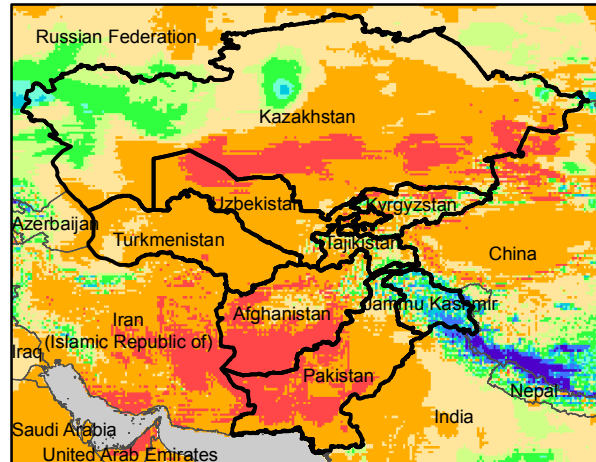 Russian Federation
Kazakhstan
Uzbekistan
Kyrgyzstan
Azerbaijan
Turkmenistan
Tajikistan
China
Iran
(Islamic Republic of)
Afghanistan
Jammu Kashmir
Iraq
Pakistan
Nepal
India
Saudi Arabia
United Arab Emirates